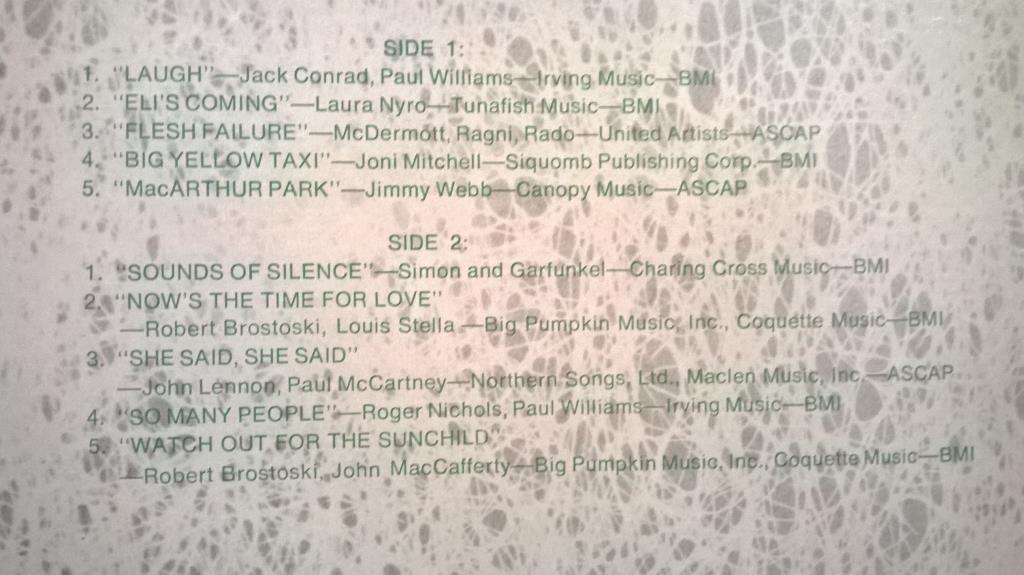 SIDE 1:
1. "LAUGH"—Jack Conrad, Paul Williams—Irving Music—BMI
2. "ELI'S COMING"—Laura Nyro—Tunafish Music—BMI
3. "FLESH FAILURE"—McDermott, Ragni, Rado—United Artists—ASCAP
4. "BIG YELLOW TAXI"—Joni Mitchell—Siquomb Publishing Corp.—BMI
5. "MacARTHUR PARK"—Jimmy Webb—Canopy Music—ASCAP
SIDE 2:
1. "SOUNDS OF SILENCE"—Simon and Garfunkel—Charing Cross Music—BMI
2. "NOW'S THE TIME FOR LOVE"
—Robert Brostoski, Louis Stella—Big Pumpkin Music, Inc., Coquette Music—BMI
3. "SHE SAID, SHE SAID"
—John Lennon, Paul McCartney—Northern Songs, Ltd., Maclen Music, Inc.—ASCAP
4. "SO MANY PEOPLE"—Roger Nichols, Paul Williams—Irving Music—BMI
5. "WATCH OUT FOR THE SUNCHILD"
—Robert Brostoski, John MacCafferty—Big Pumpkin Music, Inc., Coquette Music—BMI